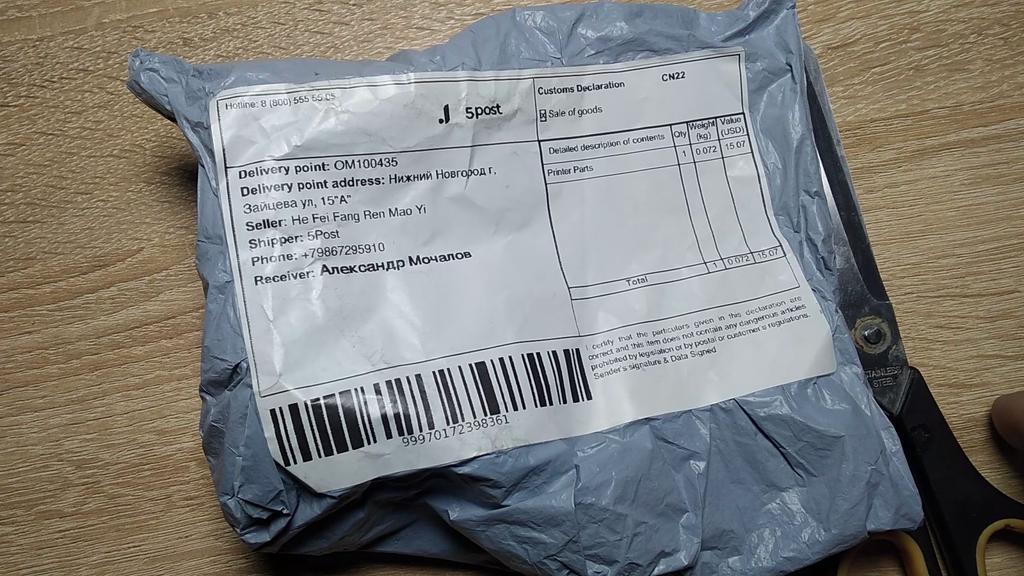 Hotline: 8 (800) 555 55 05
5post
Delivery point: OM100435
Delivery point address: Нижний Новгород г,
Зайцева ул, 15"А"
Seller: He Fei Fang Ren Mao Yi
Shipper: 5Post
Phone: +79867295910
Receiver: Александр Мочалов
99970172398361
Customs Declaration CN22
x Sale of goods
Detailed description of contents Qty Weight (kg) Value (USD)
Printer Parts 1 0.072 15.07
Total 1 0.072 15.07
I certify that the particulars given in this declaration are
correct and this item does not contain any dangerous articles
prohibited by legislation or by postal or customer's regulations.
Sender's signature & Data Signed
STAINLESS
STEEL